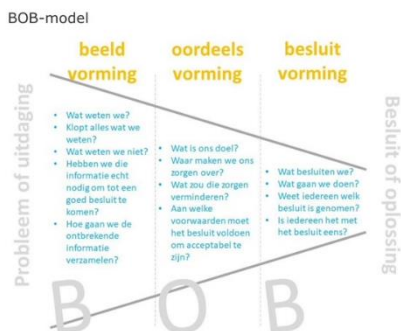 BOB-model
beeld
vorming
oordeels
vorming
besluit
vorming
Probleem of uitdaging
• Wat weten we?
• Klopt alles wat we
weten?
• Wat weten we niet?
• Hebben we die
informatie echt
nodig om tot een
goed besluit te
komen?
• Hoe gaan we de
ontbrekende
informatie
verzamelen?
• Wat is ons doel?
• Waar maken we ons
zorgen over?
• Wat zou die zorgen
verminderen?
• Aan welke
voorwaarden moet
het besluit voldoen
om acceptabel te
zijn?
• Wat besluiten we?
• Wat gaan we doen?
• Weet iedereen welk
besluit is genomen?
• Is iedereen het met
het besluit eens?
Besluit of oplossing
B O B